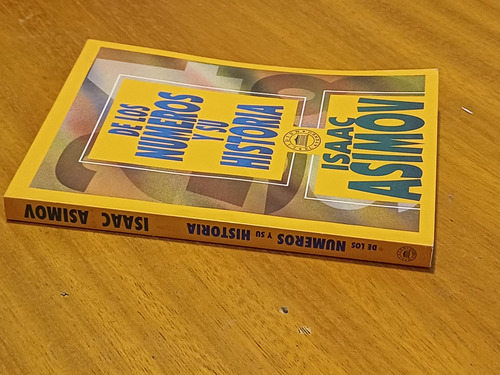 DE LOS
NUMEROS
Y SU
HISTORIA
ISAAC
ASIMOV
ISAAC ASIMOV DE LOS NUMEROS Y SU HISTORIA